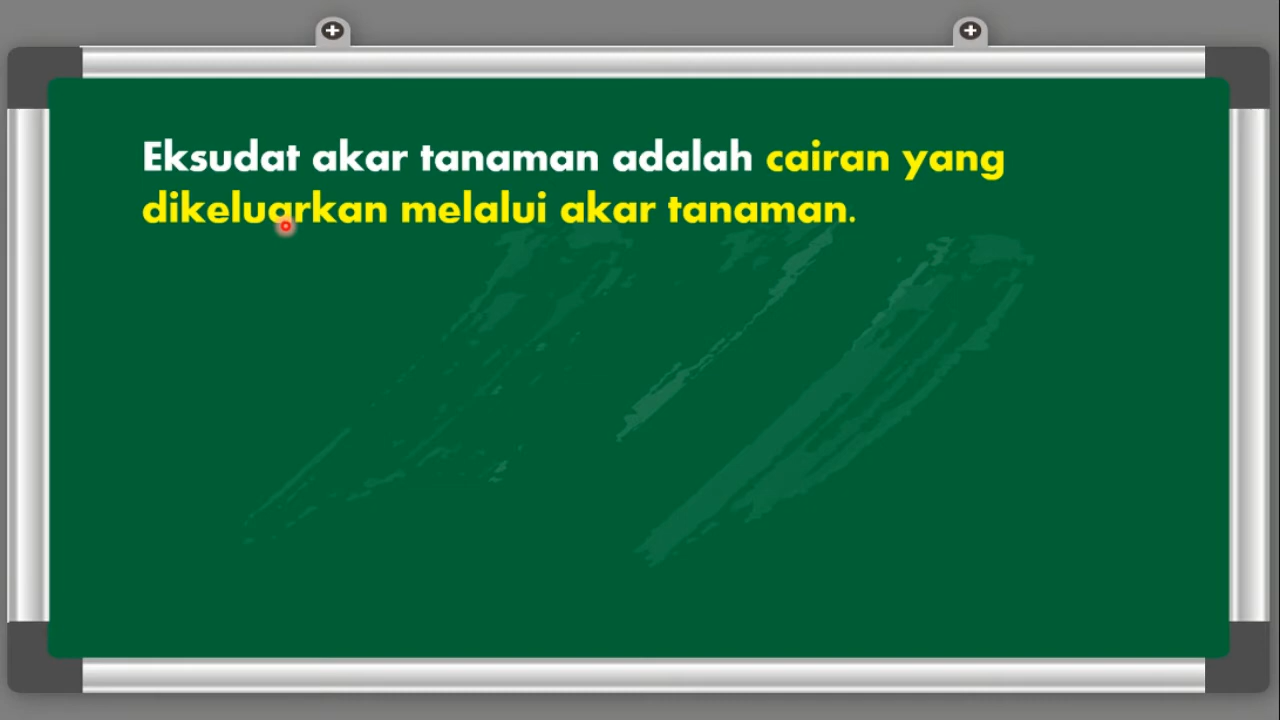 Eksudat akar tanaman adalah cairan yang
dikeluarkan melalui akar tanaman.